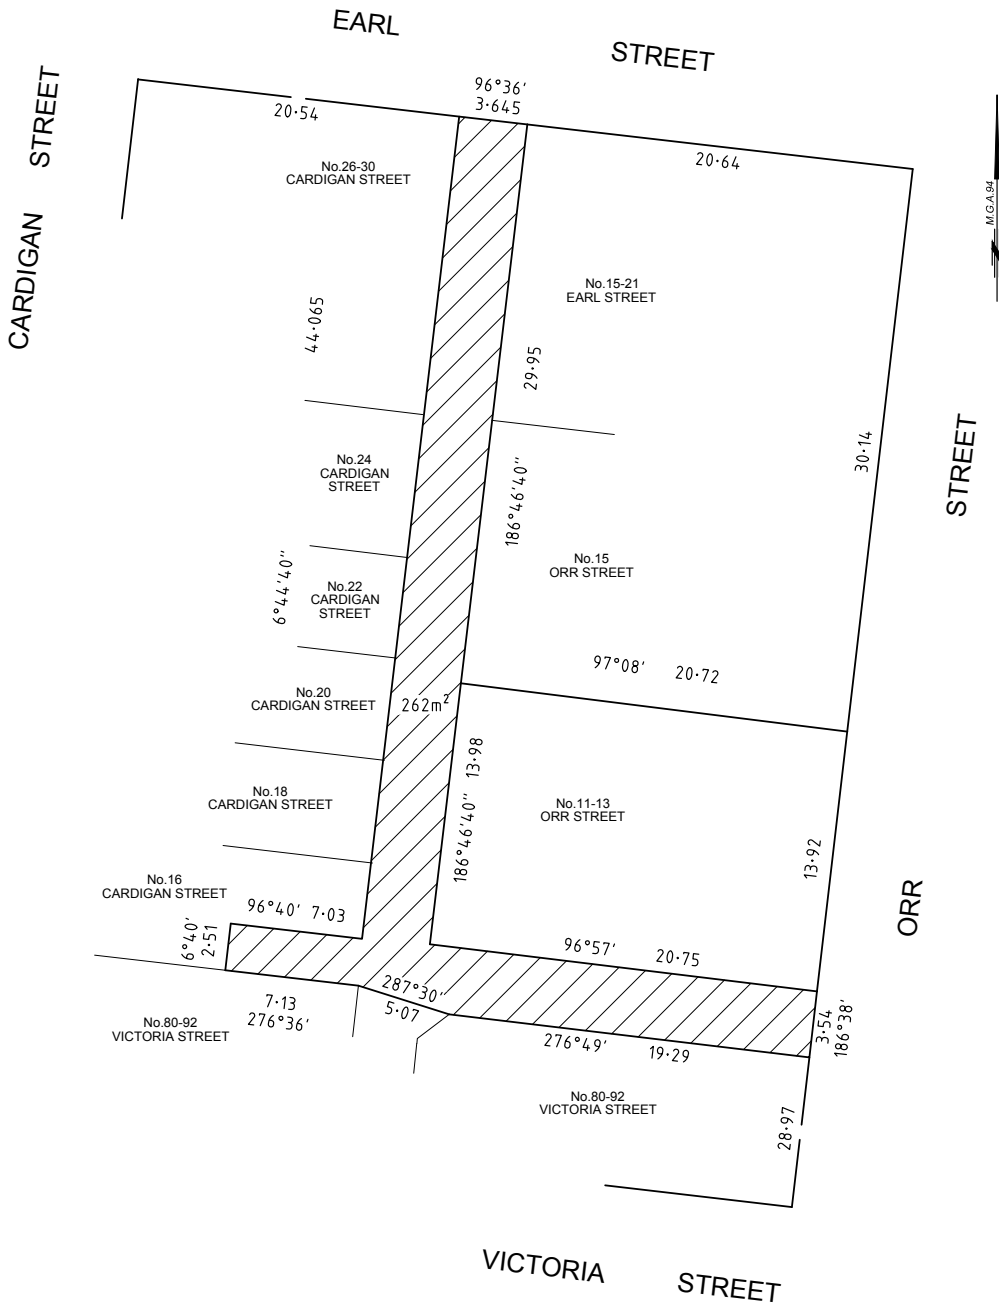 EARL STREET
CARDIGAN STREET
96°36'
3·645
20·54
20·64
No.26-30
CARDIGAN STREET
M.G.A.94
No.15-21
EARL STREET
44·065
29·95
30·14
STREET
No.24
CARDIGAN
STREET
186°46'40"
No.15
ORR STREET
6°44'40"
No.22
CARDIGAN
STREET
97°08' 20·72
No.20
CARDIGAN STREET
262m²
13·98
186°46'40"
No.18
CARDIGAN STREET
No.11-13
ORR STREET
13·92
No.16
CARDIGAN STREET
ORR
96°40' 7·03
6°40'
2·51
96°57' 20·75
287°30'
5·07
7·13
276°36'
3·54
186°38'
No.80-92
VICTORIA STREET
276°49' 19·29
No.80-92
VICTORIA STREET
28·97
VICTORIA STREET